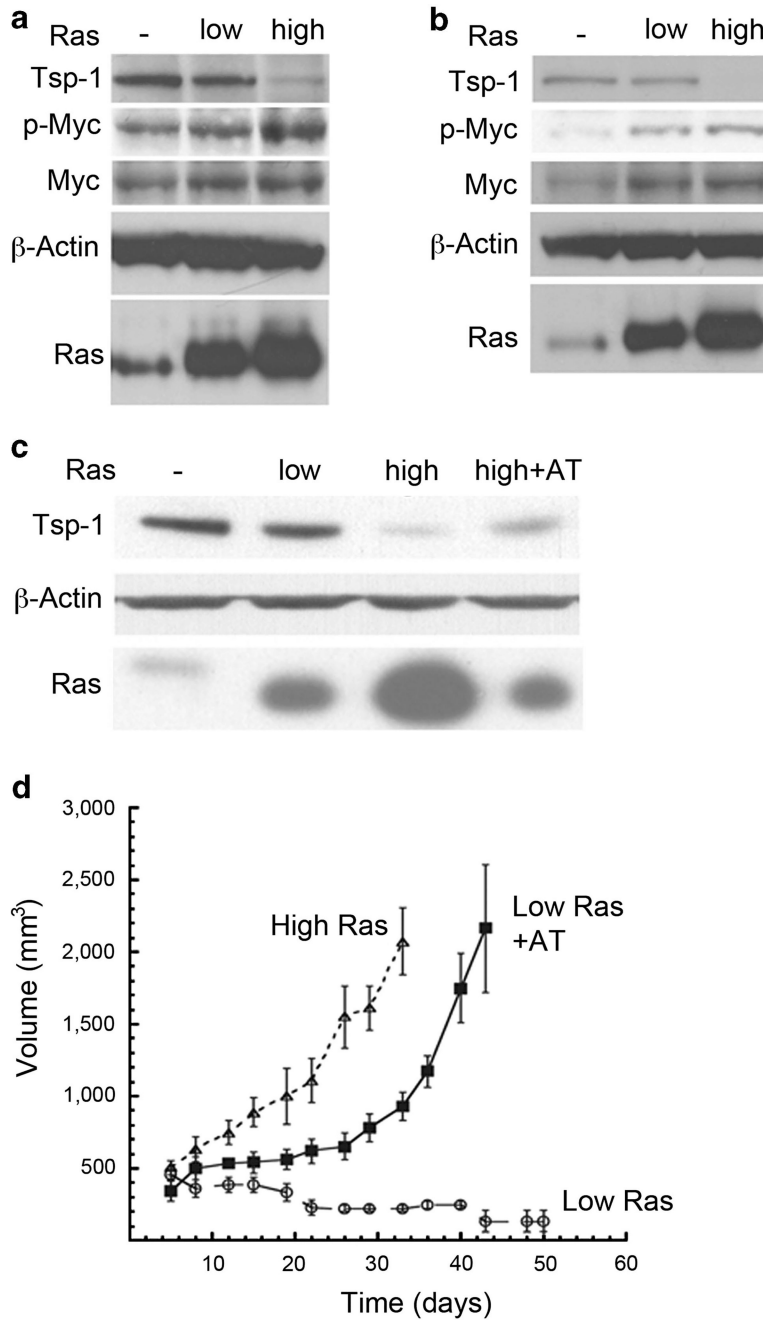 a
Ras - low high
Tsp-1
p-Myc
Myc
β-Actin
Ras
b
Ras - low high
Tsp-1
p-Myc
Myc
β-Actin
Ras
c
Ras - low high high+AT
Tsp-1
β-Actin
Ras
d
3,000
2,500
2,000
1,500
1,000
500
Volume (mm³)
High Ras
Low Ras
+AT
Low Ras
10 20 30 40 50 60
Time (days)